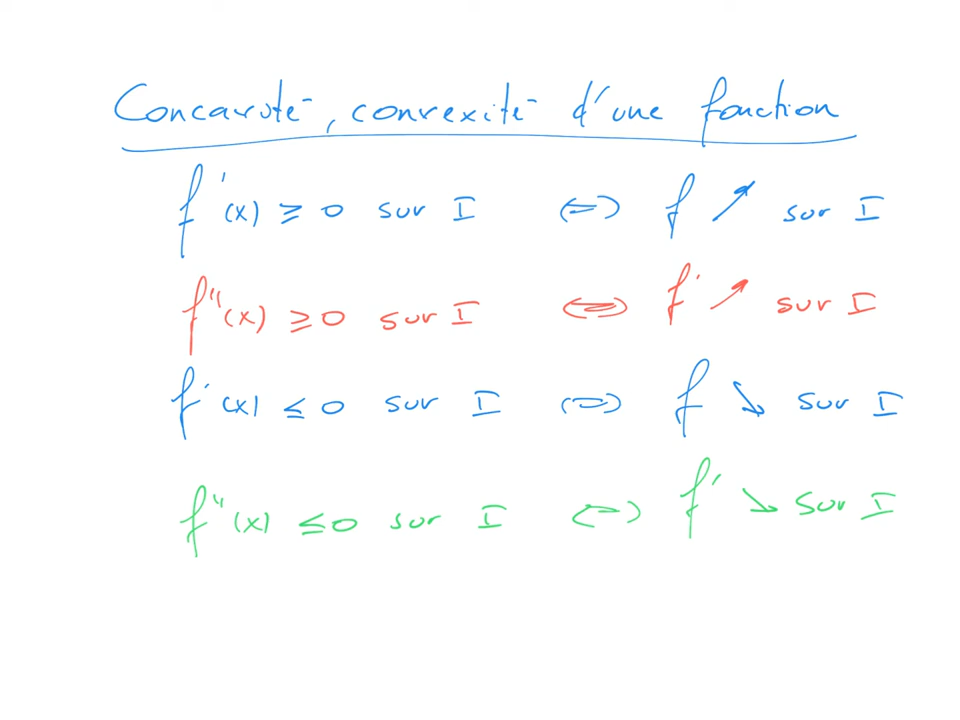 Concavité, convexité d'une fonction
f'(x) ≥ 0 sur I ⇔ f ↗ sur I
f''(x) ≥ 0 sur I ⇔ f' ↗ sur I
f'(x) ≤ 0 sur I ⇔ f ↘ sur I
f''(x) ≤ 0 sur I ⇔ f' ↘ sur I